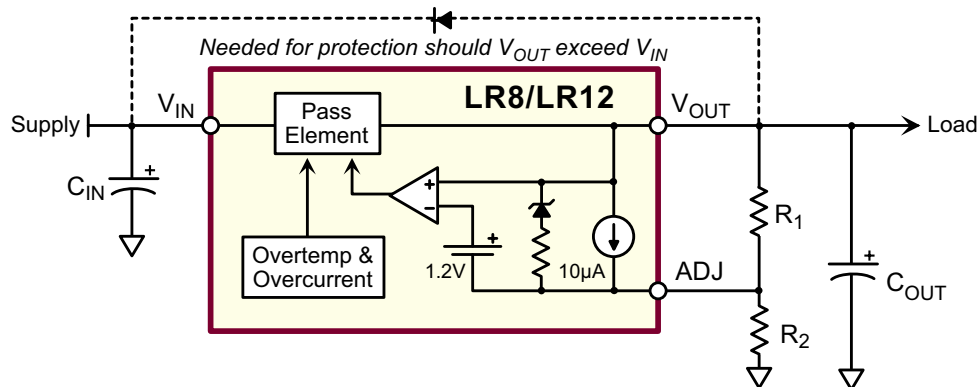 Needed for protection should VOUT exceed VIN
LR8/LR12
VIN
VOUT
Supply
Pass
Element
Load
CIN
+
+
−
+
R1
Overtemp &
Overcurrent
1.2V
10µA
ADJ
+
COUT
R2